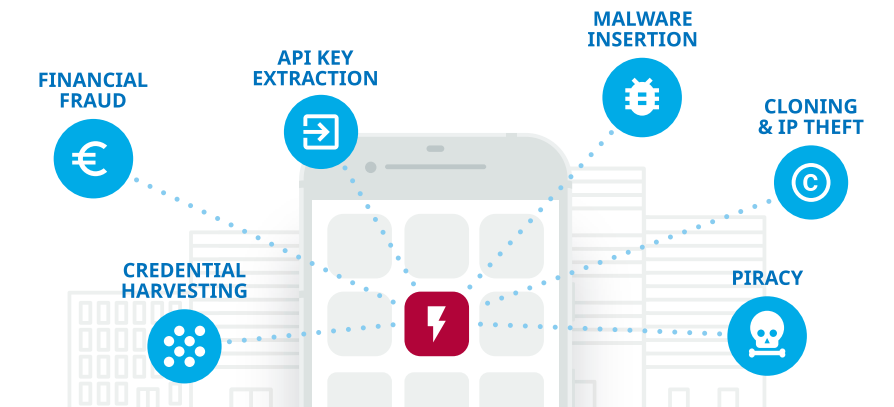 MALWARE
INSERTION
API KEY
EXTRACTION
FINANCIAL
FRAUD
CLONING
& IP THEFT
€
©
CREDENTIAL
HARVESTING
PIRACY